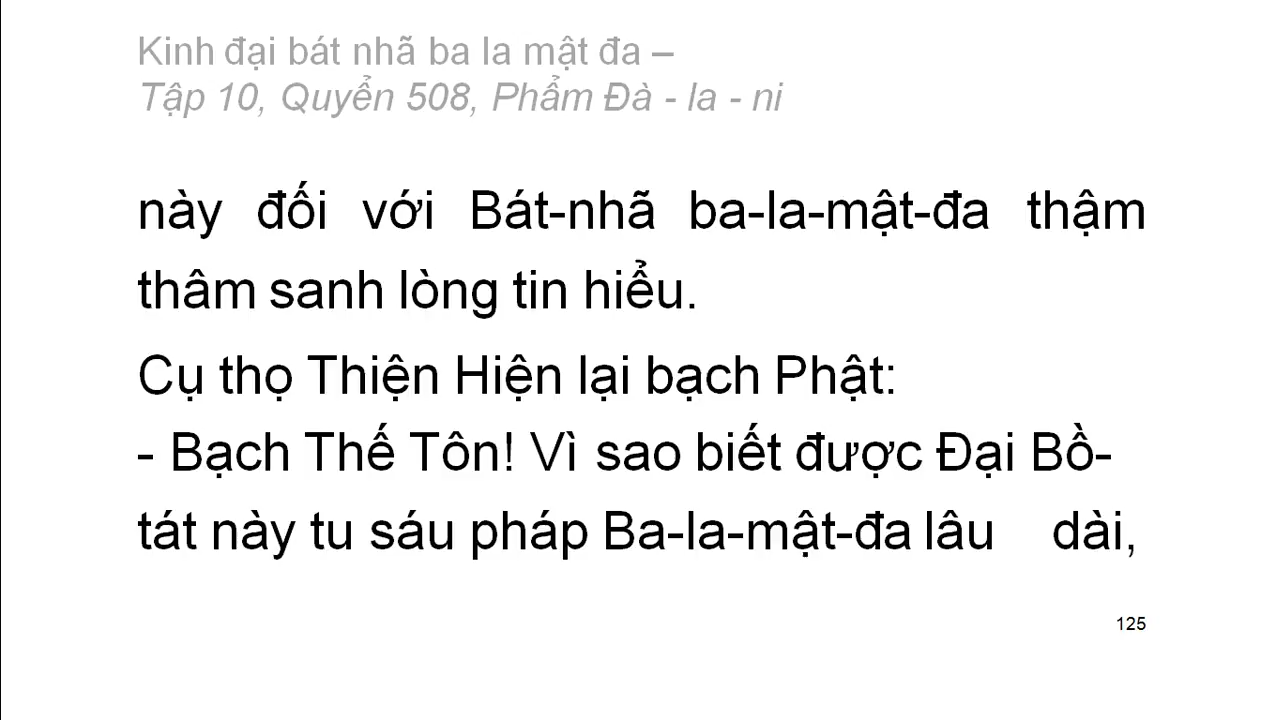 Kinh đại bát nhã ba la mật đa –
Tập 10, Quyển 508, Phẩm Đà - la - ni
này đối với Bát-nhã ba-la-mật-đa thậm
thâm sanh lòng tin hiểu.
Cụ thọ Thiện Hiện lại bạch Phật:
- Bạch Thế Tôn! Vì sao biết được Đại Bồ-
tát này tu sáu pháp Ba-la-mật-đa lâu dài,
125